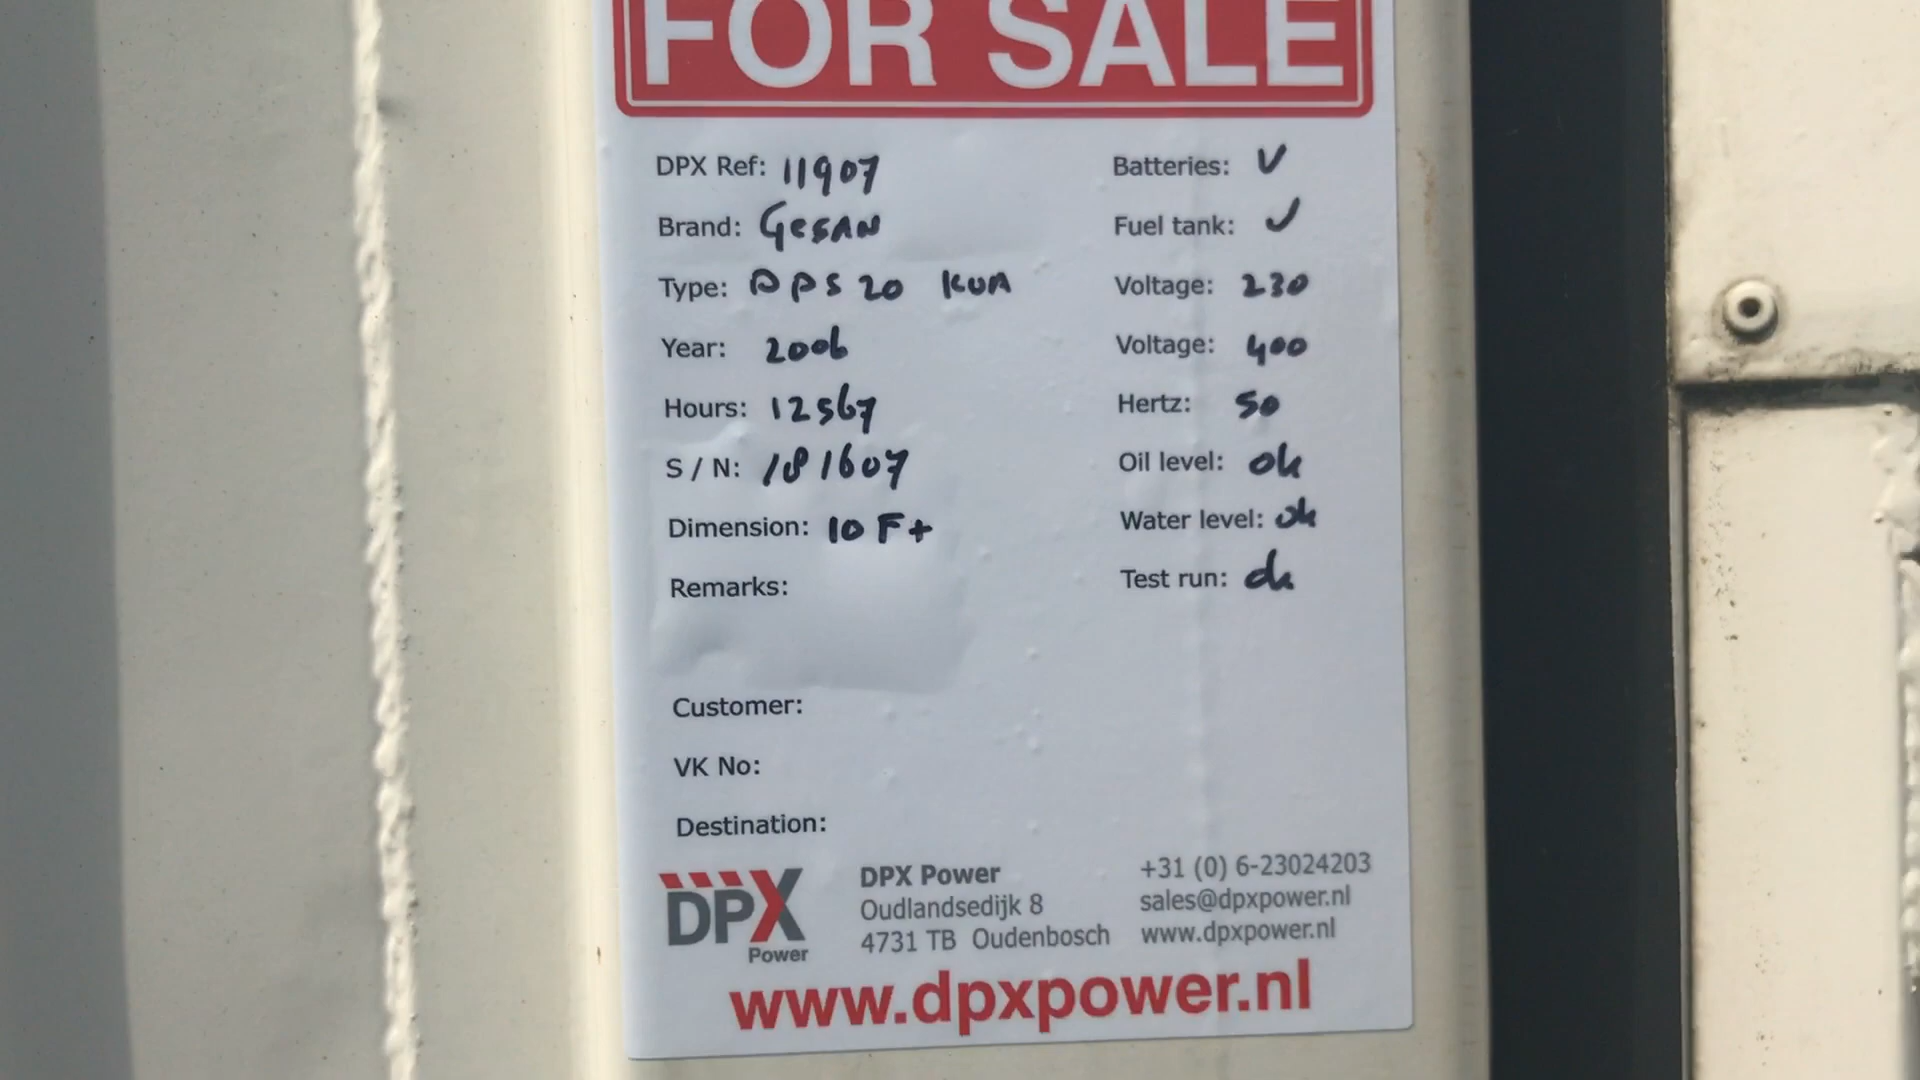 FOR SALE
DPX Ref: 11907
Brand: GESAN
Type: DPS 20 KVA
Year: 2006
Hours: 12567
S / N: 181607
Dimension: 10 Ft
Remarks:
Customer:
VK No:
Destination:
Batteries: V
Fuel tank: ✓
Voltage: 230
Voltage: 400
Hertz: 50
Oil level: ok
Water level: ok
Test run: ok
DPX
Power
DPX Power
Oudlandsedijk 8
4731 TB Oudenbosch
+31 (0) 6-23024203
sales@dpxpower.nl
www.dpxpower.nl
www.dpxpower.nl